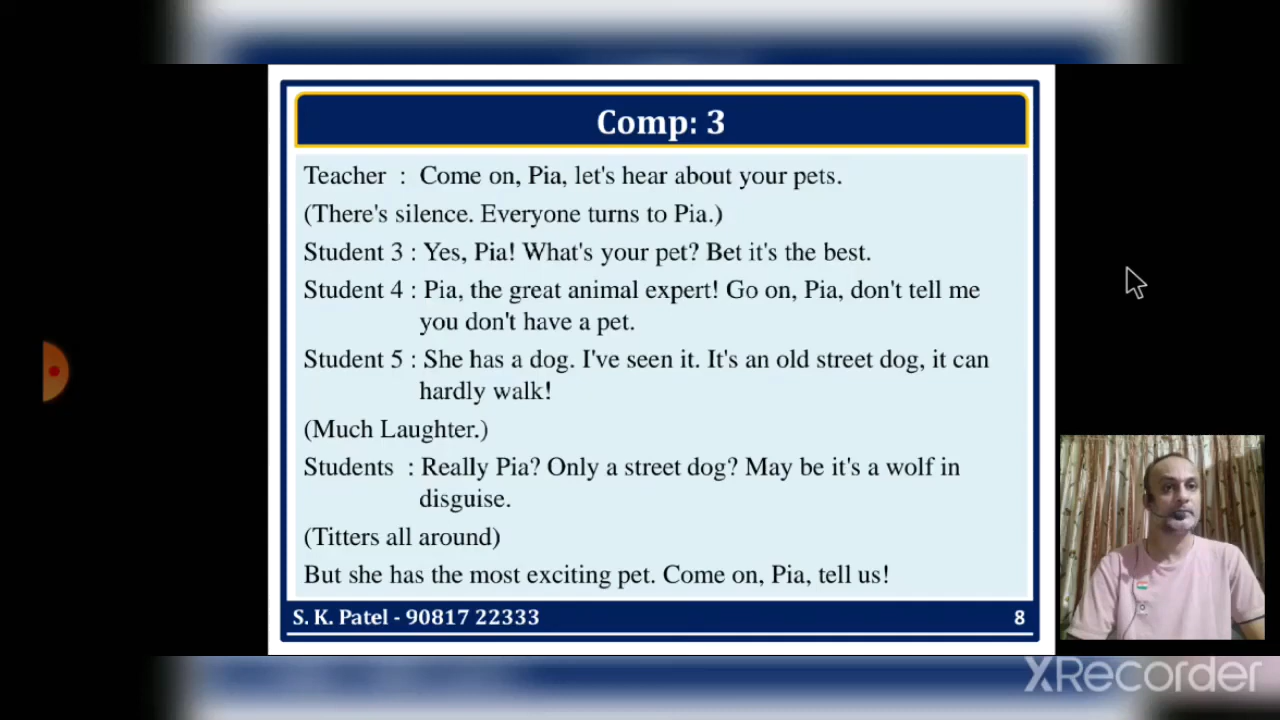 Comp: 3
Teacher : Come on, Pia, let's hear about your pets.
(There's silence. Everyone turns to Pia.)
Student 3 : Yes, Pia! What's your pet? Bet it's the best.
Student 4 : Pia, the great animal expert! Go on, Pia, don't tell me
you don't have a pet.
Student 5 : She has a dog. I've seen it. It's an old street dog, it can
hardly walk!
(Much Laughter.)
Students : Really Pia? Only a street dog? May be it's a wolf in
disguise.
(Titters all around)
But she has the most exciting pet. Come on, Pia, tell us!
S. K. Patel - 90817 22333 8
XRecorder